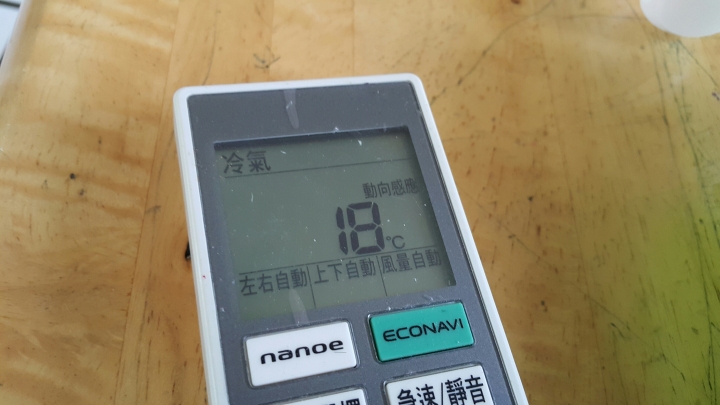 冷氣
動向感應
18°C
左右自動 上下自動 風量自動
nanoe ECONAVI
急速/靜音